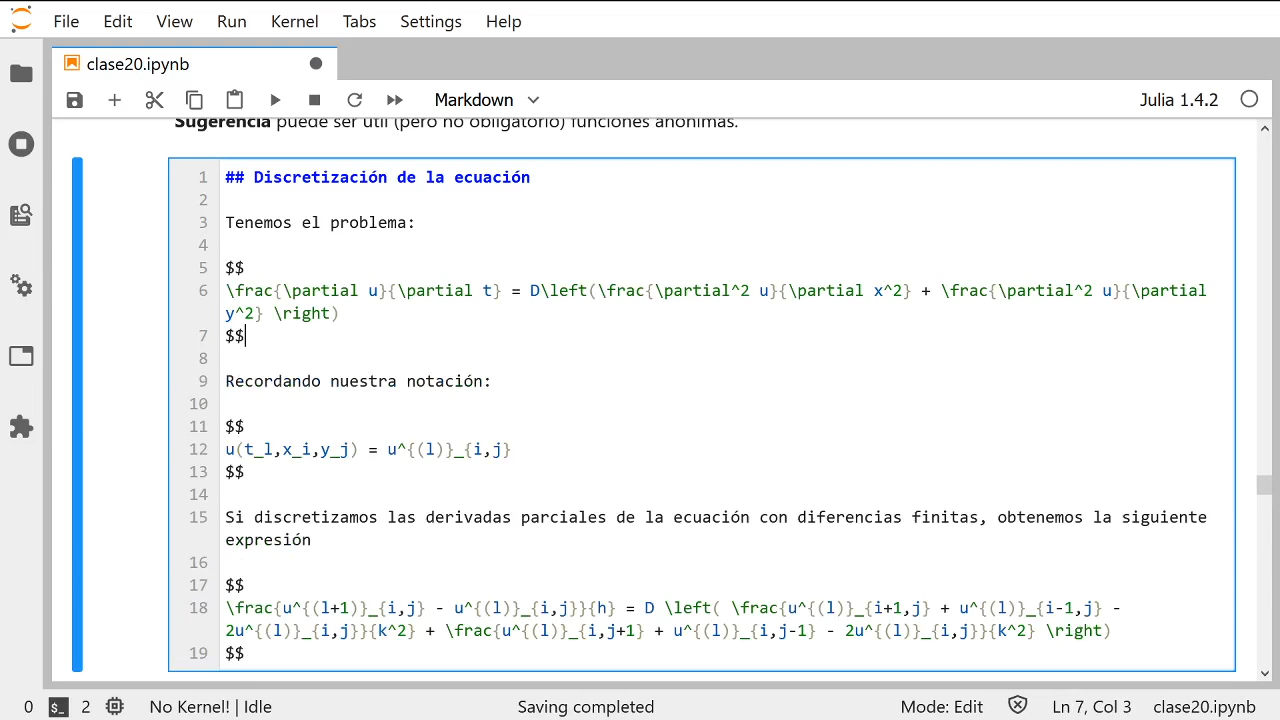 File Edit View Run Kernel Tabs Settings Help
clase20.ipynb
Markdown
Julia 1.4.2
Sugerencia puede ser útil (pero no obligatorio) funciones anónimas.
1 ## Discretización de la ecuación
2
3 Tenemos el problema:
4
5 $$
6 \frac{\partial u}{\partial t} = D\left(\frac{\partial^2 u}{\partial x^2} + \frac{\partial^2 u}{\partial
y^2} \right)
7 $$
8
9 Recordando nuestra notación:
10
11 $$
12 u(t_l,x_i,y_j) = u^{(l)}_{i,j}
13 $$
14
15 Si discretizamos las derivadas parciales de la ecuación con diferencias finitas, obtenemos la siguiente
expresión
16
17 $$
18 \frac{u^{(l+1)}_{i,j} - u^{(l)}_{i,j}}{h} = D \left( \frac{u^{(l)}_{i+1,j} + u^{(l)}_{i-1,j} -
2u^{(l)}_{i,j}}{k^2} + \frac{u^{(l)}_{i,j+1} + u^{(l)}_{i,j-1} - 2u^{(l)}_{i,j}}{k^2} \right)
19 $$
0 $_ 2 No Kernel! | Idle Saving completed Mode: Edit Ln 7, Col 3 clase20.ipynb